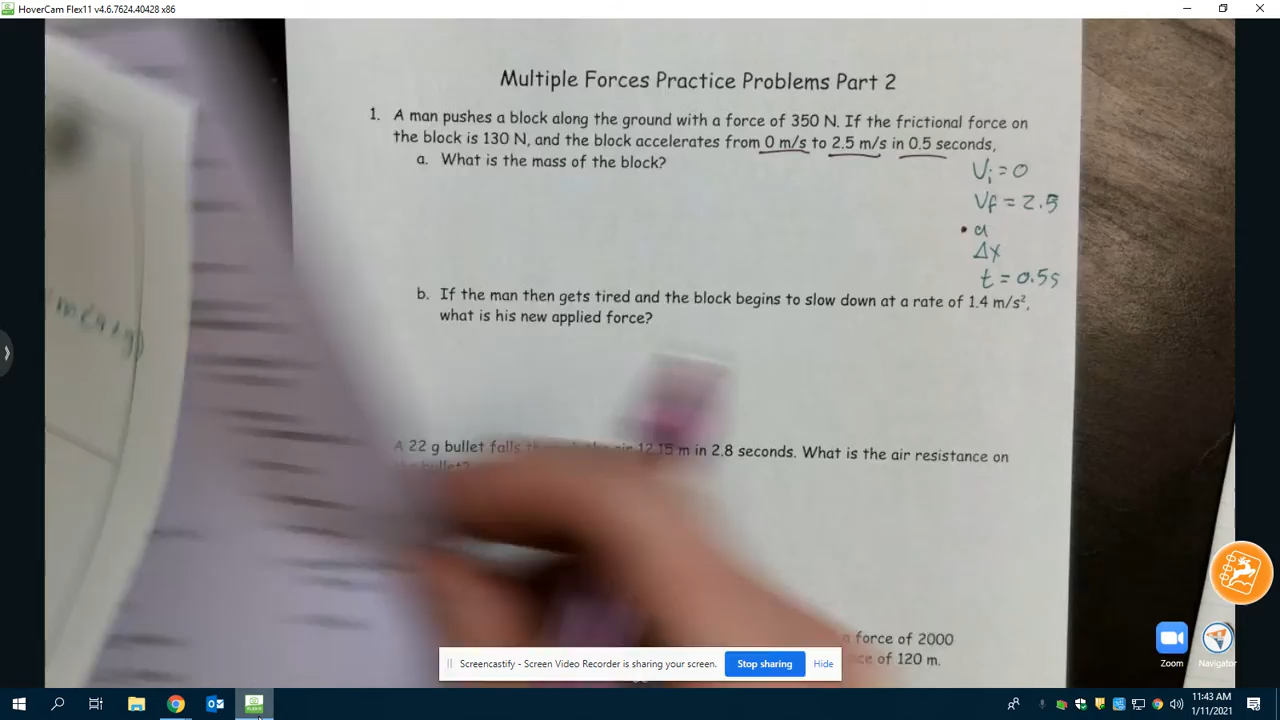 HoverCam Flex11 v4.6.7624.40428 x86
Multiple Forces Practice Problems Part 2
1. A man pushes a block along the ground with a force of 350 N. If the frictional force on
the block is 130 N, and the block accelerates from 0 m/s to 2.5 m/s in 0.5 seconds,
a. What is the mass of the block?
Vi = 0
Vf = 2.5
a
Δx
t = 0.5s
b. If the man then gets tired and the block begins to slow down at a rate of 1.4 m/s²,
what is his new applied force?
A 22 g bullet falls air 12.15 m in 2.8 seconds. What is the air resistance on
the bullet?
a force of 2000
of 120 m.
Screencastify - Screen Video Recorder is sharing your screen.
Stop sharing
Hide
Zoom
Navigator
11:43 AM
1/11/2021